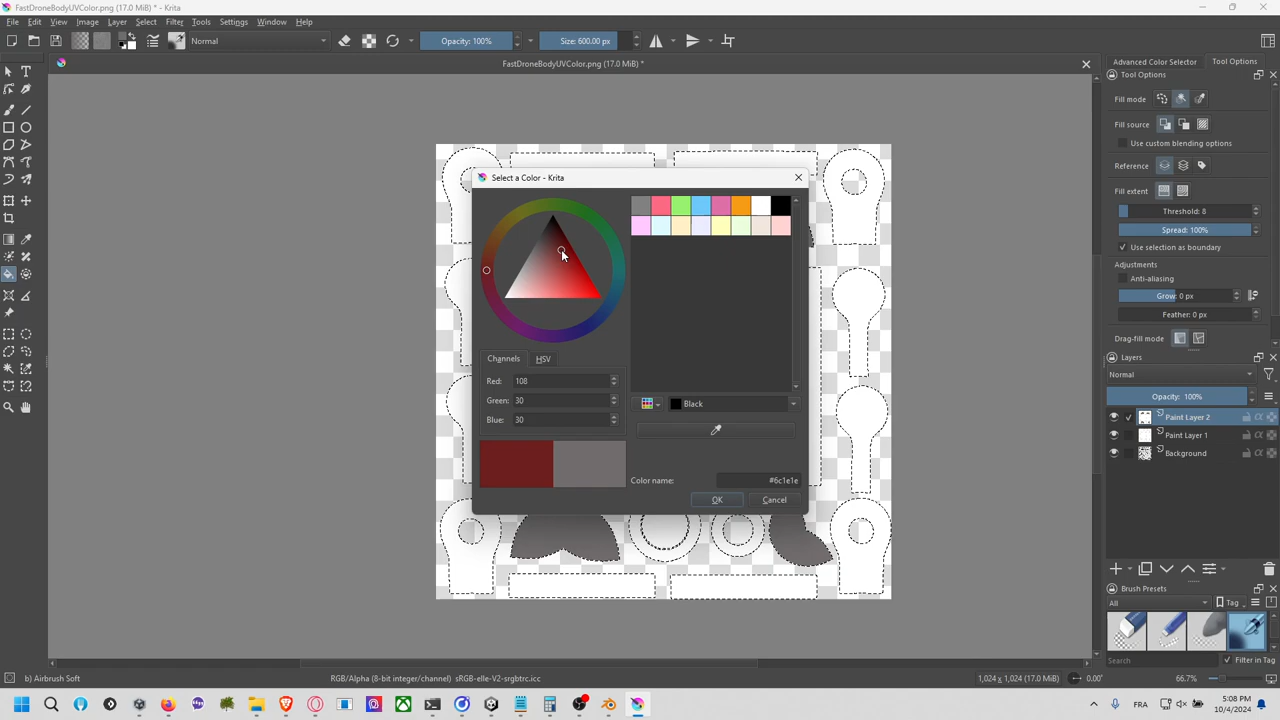 FastDroneBodyUVColor.png (17.0 MiB) * - Krita
File Edit View Image Layer Select Filter Tools Settings Window Help
Normal
Opacity: 100%
Size: 600.00 px
FastDroneBodyUVColor.png (17.0 MiB) *
Advanced Color Selector
Tool Options
Tool Options
Fill mode
Fill source
Use custom blending options
Reference
Fill extent
Threshold: 8
Spread: 100%
Use selection as boundary
Adjustments
Anti-aliasing
Grow: 0 px
Feather: 0 px
Drag-fill mode
Layers
Normal
Opacity: 100%
Paint Layer 2
Paint Layer 1
Background
Brush Presets
All
Tag
Search
Filter in Tag
Select a Color - Krita
Channels
HSV
Red: 108
Green: 30
Blue: 30
Black
Color name: #6c1e1e
OK
Cancel
b) Airbrush Soft
RGB/Alpha (8-bit integer/channel) sRGB-elle-V2-srgbtrc.icc
1,024 x 1,024 (17.0 MiB)
0.00°
66.7%
FRA
5:08 PM
10/4/2024